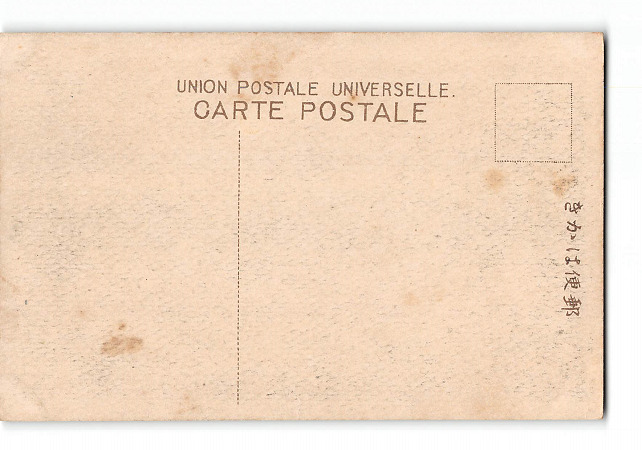 UNION POSTALE UNIVERSELLE.
CARTE POSTALE
きかは便郵